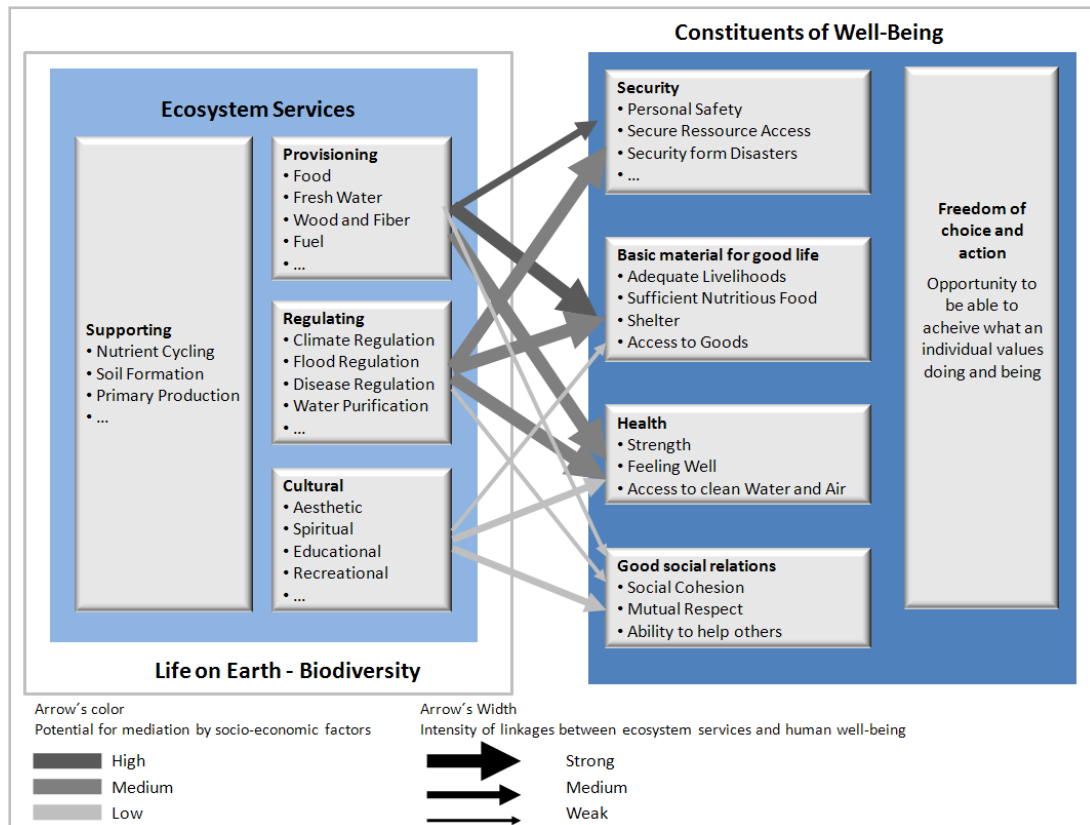 Constituents of Well-Being
Ecosystem Services
Supporting
• Nutrient Cycling
• Soil Formation
• Primary Production
• ...
Provisioning
• Food
• Fresh Water
• Wood and Fiber
• Fuel
• ...
Regulating
• Climate Regulation
• Flood Regulation
• Disease Regulation
• Water Purification
• ...
Cultural
• Aesthetic
• Spiritual
• Educational
• Recreational
• ...
Life on Earth - Biodiversity
Security
• Personal Safety
• Secure Ressource Access
• Security form Disasters
• ...
Basic material for good life
• Adequate Livelihoods
• Sufficient Nutritious Food
• Shelter
• Access to Goods
Health
• Strength
• Feeling Well
• Access to clean Water and Air
Good social relations
• Social Cohesion
• Mutual Respect
• Ability to help others
Freedom of
choice and
action
Opportunity to
be able to
acheive what an
individual values
doing and being
Arrow´s color
Potential for mediation by socio-economic factors
High
Medium
Low
Arrow´s Width
Intensity of linkages between ecosystem services and human well-being
Strong
Medium
Weak